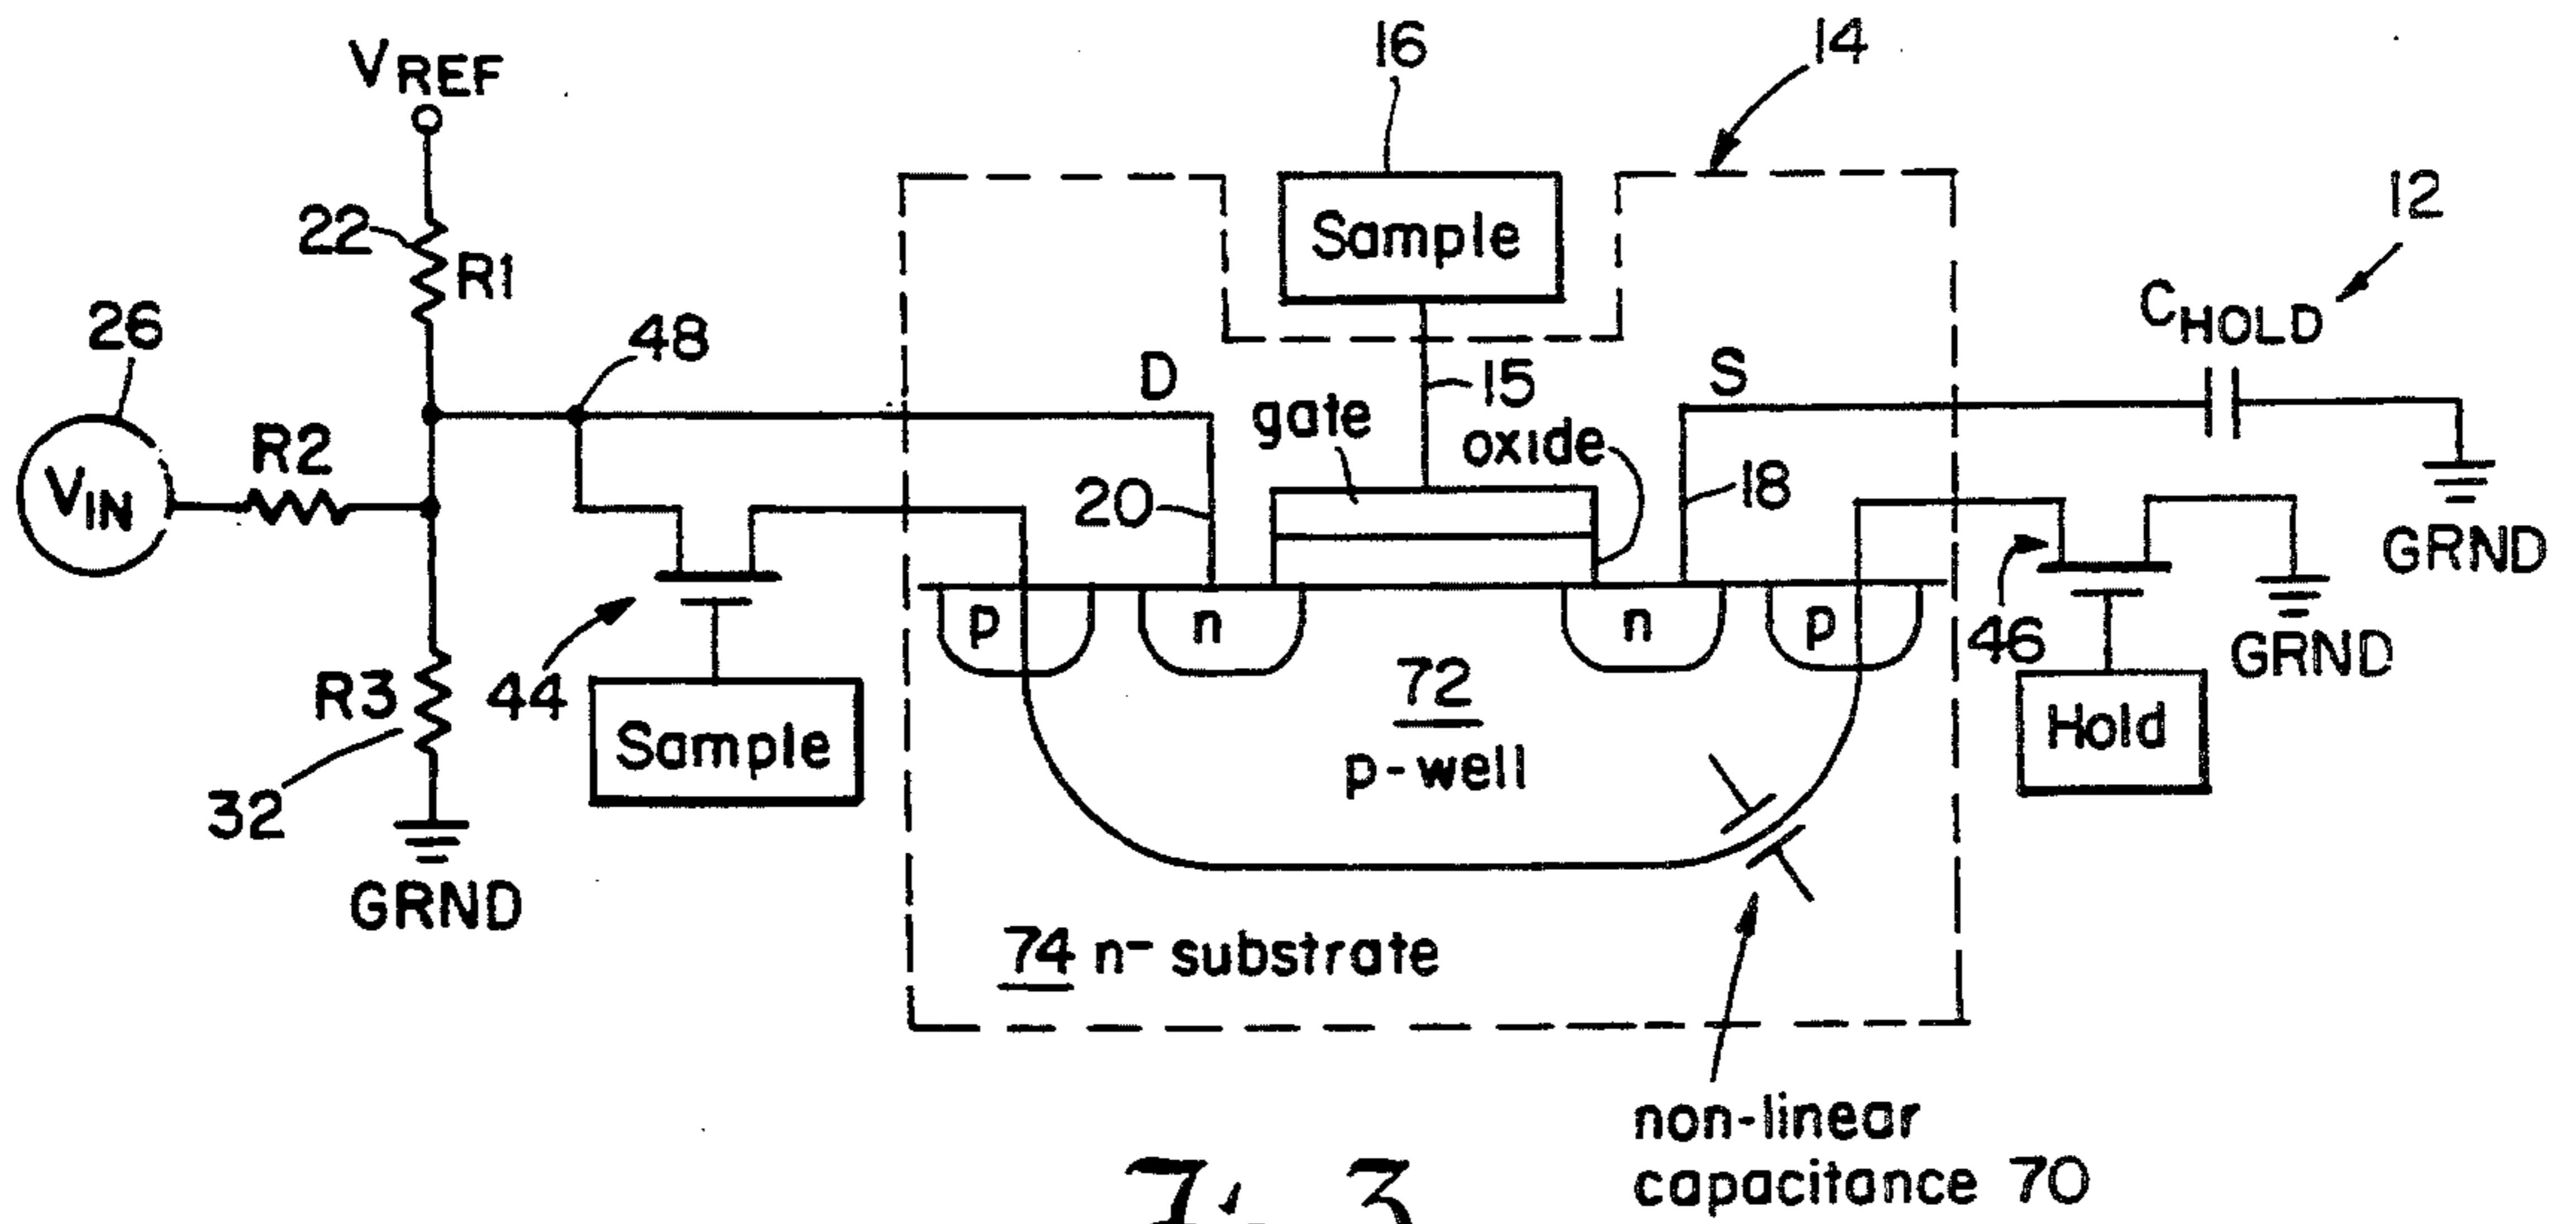 VREF
16
14
12
22
R1
Sample
CHOLD
26
48
D
15
S
gate
oxide
VIN
R2
20
18
GRND
p
n
n
p
46
GRND
R3
44
72
p-well
Sample
Hold
32
GRND
74 n- substrate
non-linear
capacitance 70
3